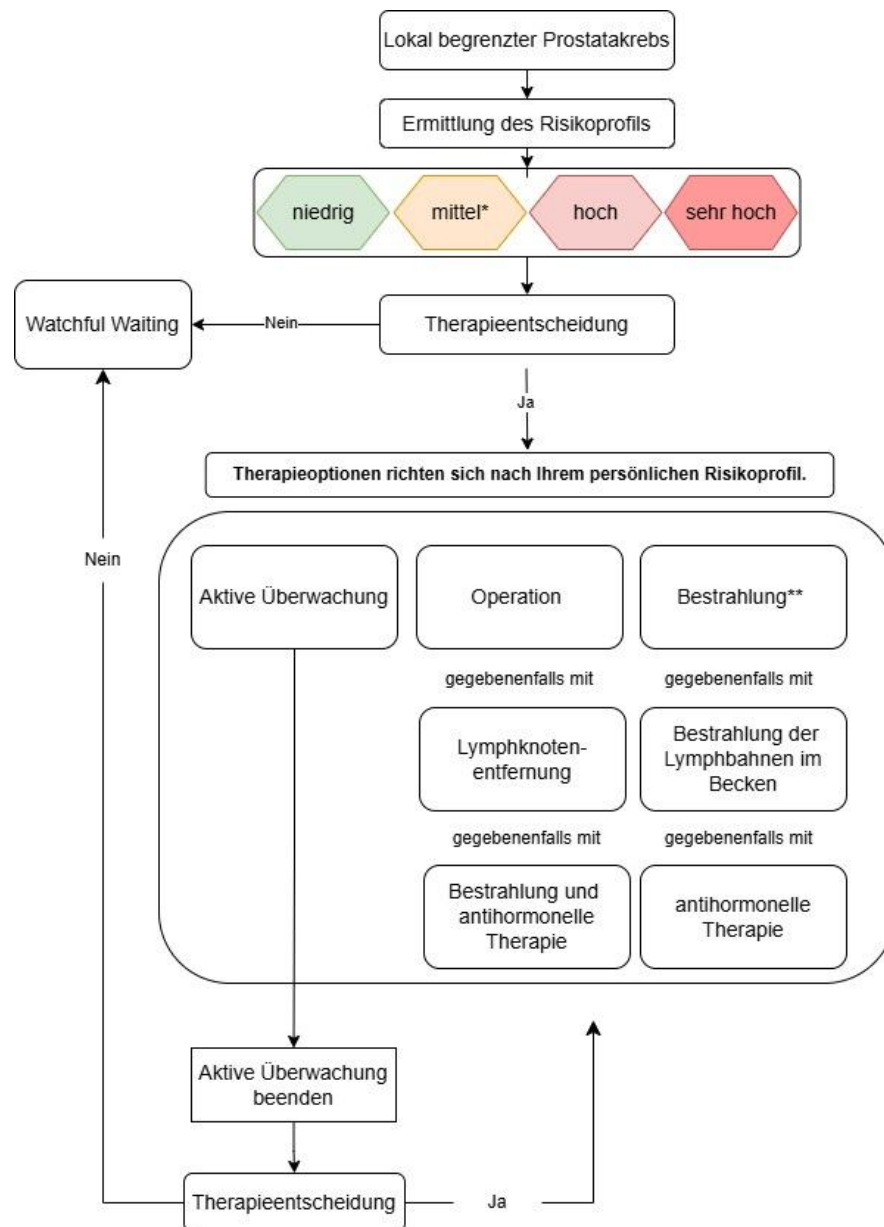 Lokal begrenzter Prostatakrebs
Ermittlung des Risikoprofils
niedrig
mittel*
hoch
sehr hoch
Watchful Waiting
Nein
Therapieentscheidung
Ja
Therapieoptionen richten sich nach Ihrem persönlichen Risikoprofil.
Nein
Aktive Überwachung
Operation
Bestrahlung**
gegebenenfalls mit
gegebenenfalls mit
Lymphknoten-
entfernung
Bestrahlung der
Lymphbahnen im
Becken
gegebenenfalls mit
gegebenenfalls mit
Bestrahlung und
antihormonelle
Therapie
antihormonelle
Therapie
Aktive Überwachung
beenden
Therapieentscheidung
Ja